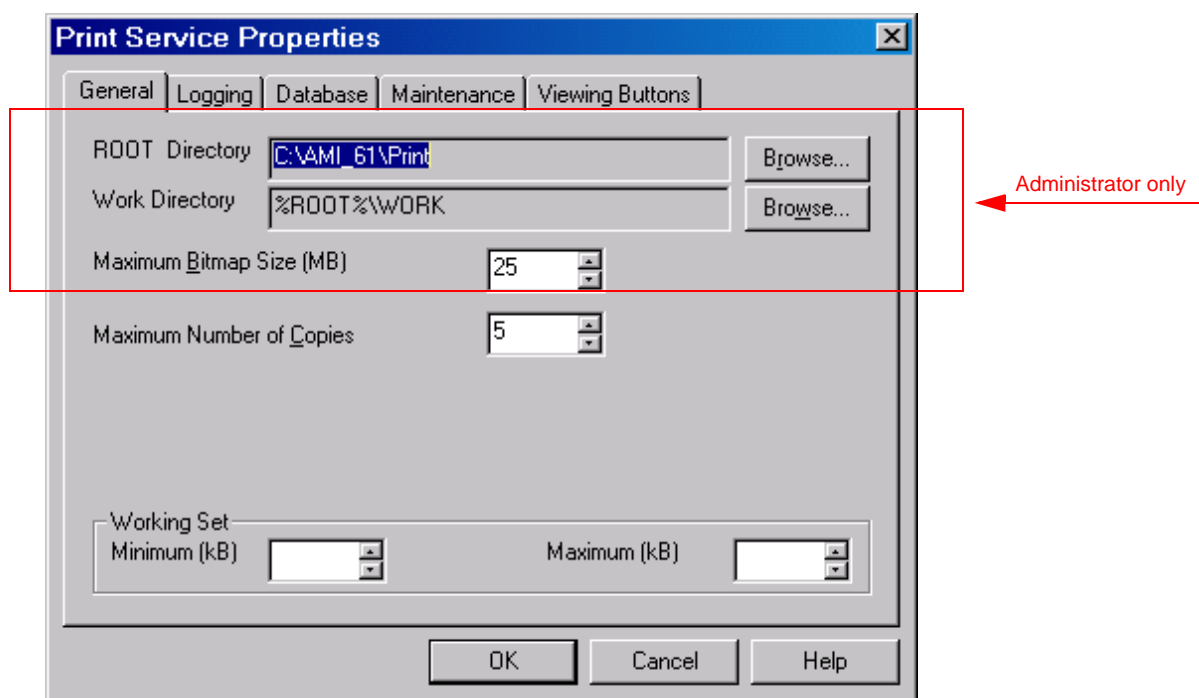 Print Service Properties
General Logging Database Maintenance Viewing Buttons
ROOT Directory C:\AMI_61\Print Browse...
Administrator only
Work Directory %ROOT%\WORK Browse...
Maximum Bitmap Size (MB) 25
Maximum Number of Copies 5
Working Set
Minimum (kB) Maximum (kB)
OK Cancel Help